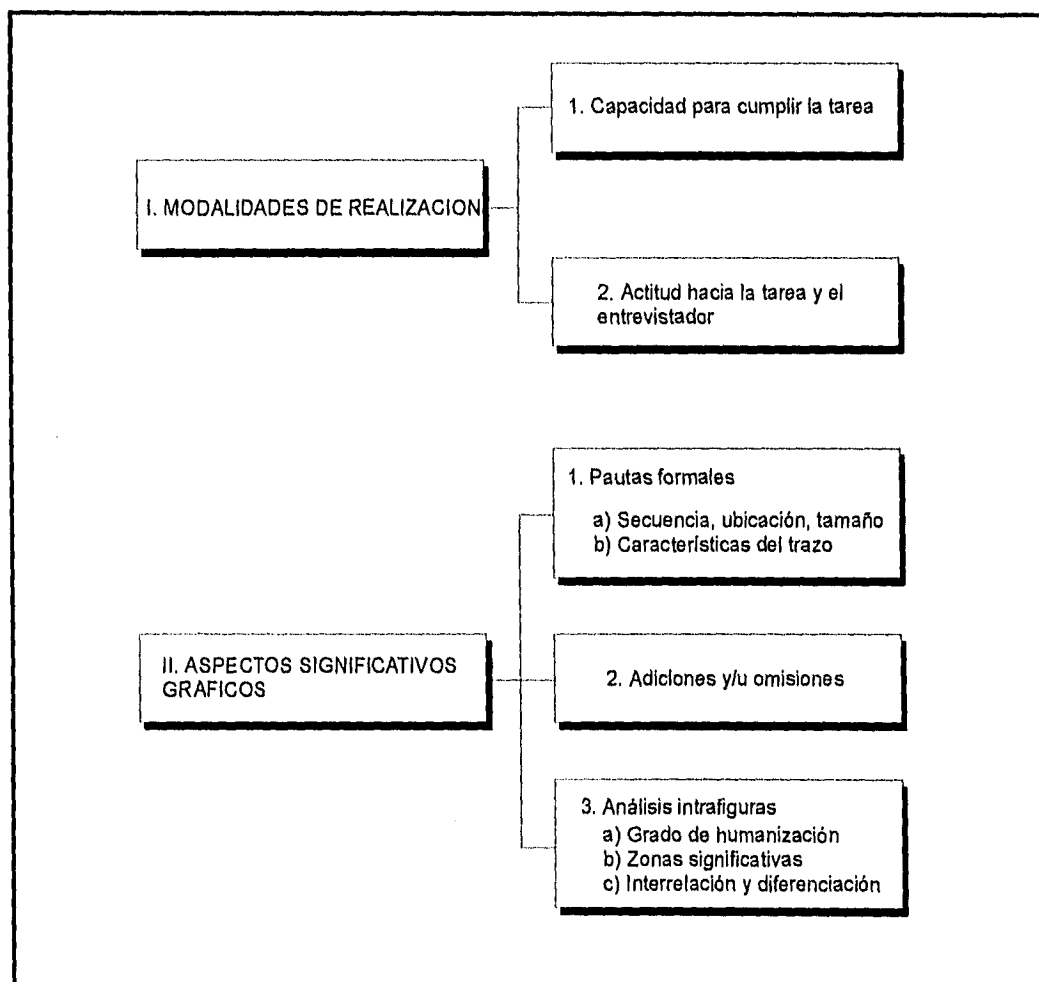 1. Capacidad para cumplir la tarea
I. MODALIDADES DE REALIZACION
2. Actitud hacia la tarea y el
entrevistador
1. Pautas formales
a) Secuencia, ubicación, tamaño
b) Características del trazo
II. ASPECTOS SIGNIFICATIVOS
GRAFICOS
2. Adiciones y/u omisiones
3. Análisis intrafiguras
a) Grado de humanización
b) Zonas significativas
c) Interrelación y diferenciación